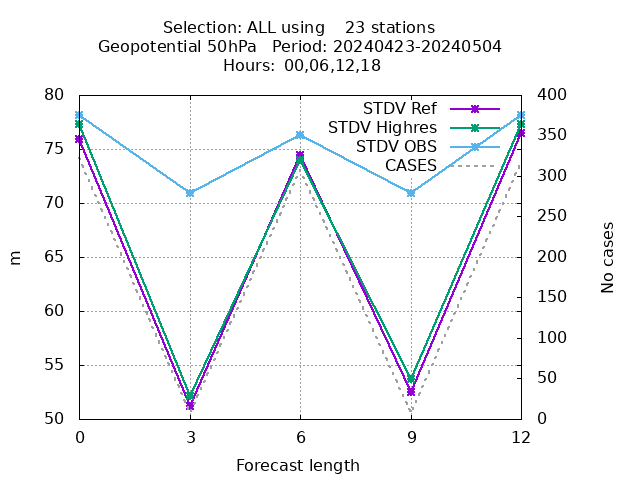 Selection: ALL using    23 stations
Geopotential 50hPa   Period: 20240423-20240504
Hours: 00,06,12,18
80
75
70
65
60
55
50
400
350
300
250
200
150
100
50
0
STDV Ref
STDV Highres
STDV OBS
CASES
m
No cases
0 3 6 9 12
Forecast length